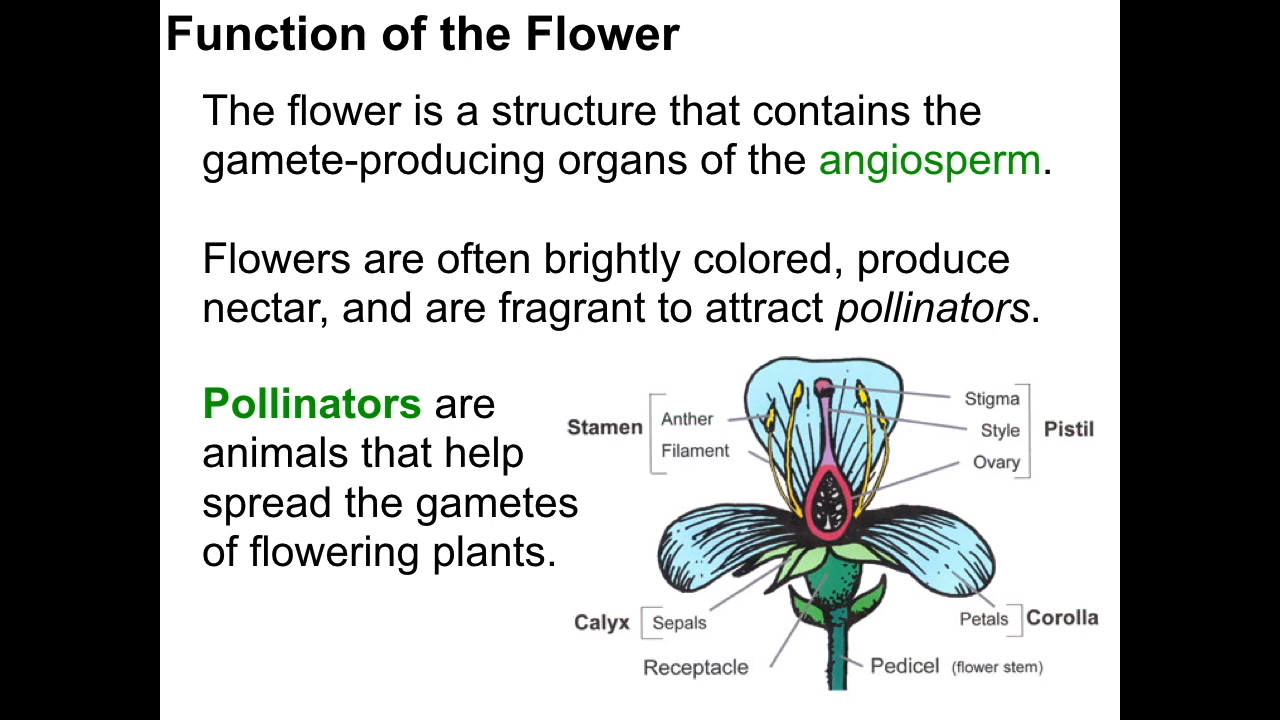 Function of the Flower
The flower is a structure that contains the
gamete-producing organs of the angiosperm.
Flowers are often brightly colored, produce
nectar, and are fragrant to attract pollinators.
Pollinators are
animals that help
spread the gametes
of flowering plants.
Stamen
Anther
Filament
Stigma
Style
Ovary
Pistil
Calyx
Sepals
Petals
Corolla
Receptacle
Pedicel (flower stem)